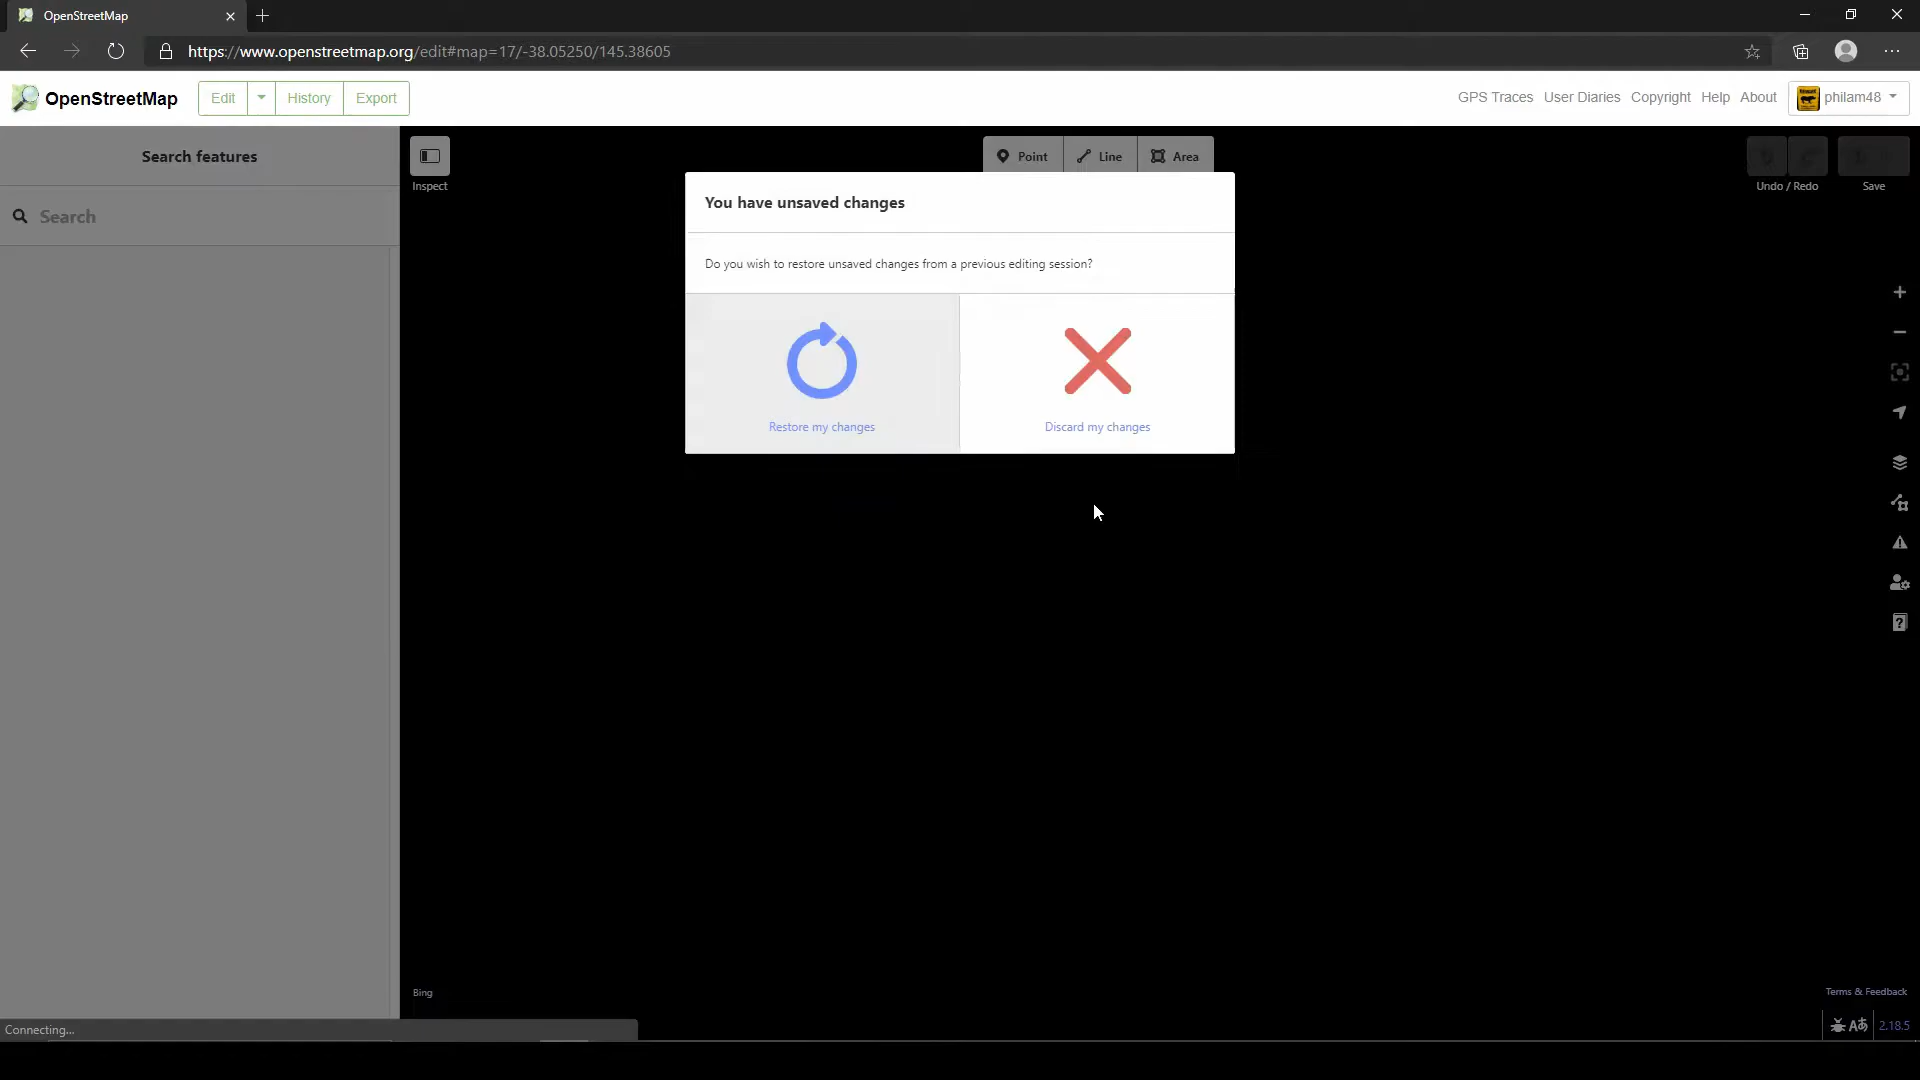 OpenStreetMap
https://www.openstreetmap.org/edit#map=17/-38.05250/145.38605
OpenStreetMap
Edit
History
Export
GPS Traces
User Diaries
Copyright
Help
About
philam48
Search features
Search
Inspect
Point
Line
Area
Undo / Redo
Save
You have unsaved changes
Do you wish to restore unsaved changes from a previous editing session?
Restore my changes
Discard my changes
Bing
Terms & Feedback
Connecting...
Aあ
2.18.5